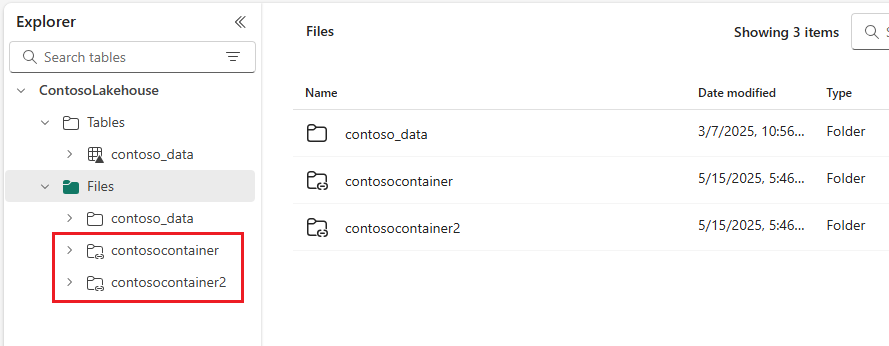 Explorer
Search tables
ContosoLakehouse
Tables
contoso_data
Files
contoso_data
contosocontainer
contosocontainer2
Files
Showing 3 items
S
Name Date modified Type
contoso_data 3/7/2025, 10:56... Folder
contosocontainer 5/15/2025, 5:46... Folder
contosocontainer2 5/15/2025, 5:46... Folder